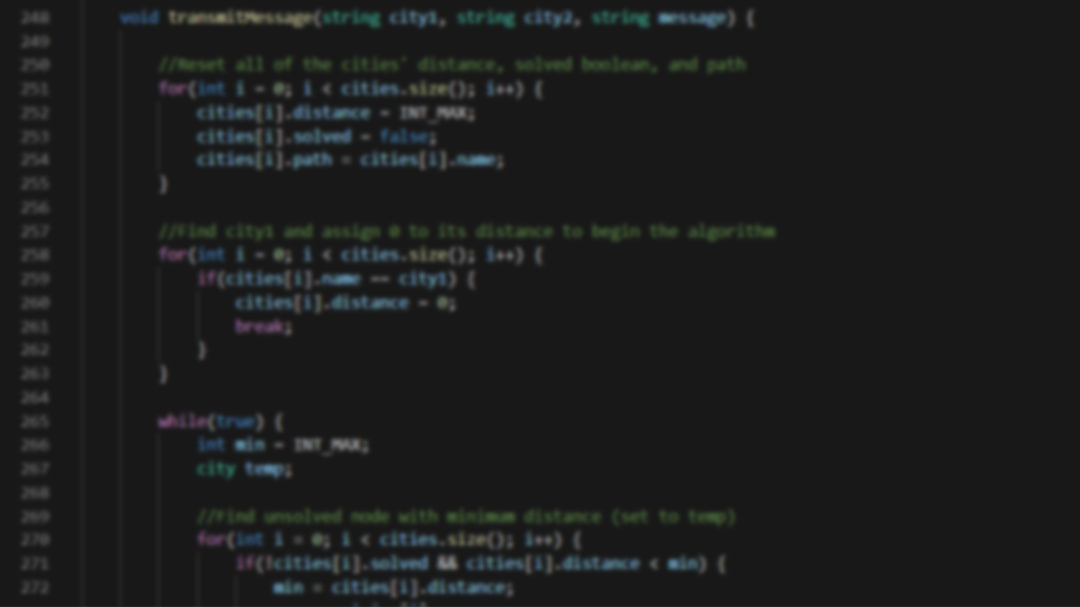 248 void transmitMessage(string city1, string city2, string message) {
249
250 //Reset all of the cities' distance, solved boolean, and path
251 for(int i = 0; i < cities.size(); i++) {
252 cities[i].distance = INT_MAX;
253 cities[i].solved = false;
254 cities[i].path = cities[i].name;
255 }
256
257 //Find city1 and assign 0 to its distance to begin the algorithm
258 for(int i = 0; i < cities.size(); i++) {
259 if(cities[i].name == city1) {
260 cities[i].distance = 0;
261 break;
262 }
263 }
264
265 while(true) {
266 int min = INT_MAX;
267 city temp;
268
269 //Find unsolved node with minimum distance (set to temp)
270 for(int i = 0; i < cities.size(); i++) {
271 if(!cities[i].solved && cities[i].distance < min) {
272 min = cities[i].distance;